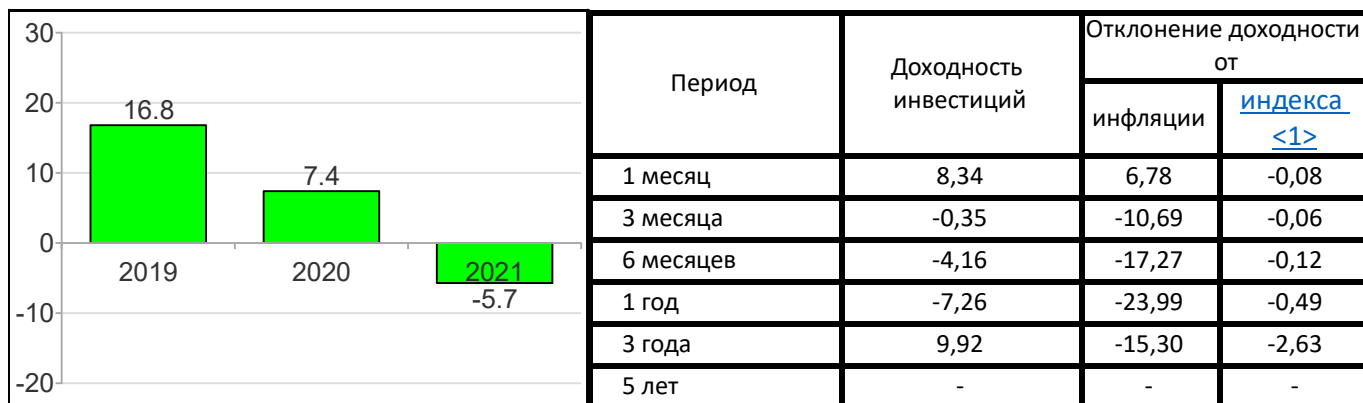 30
20
10
0
-10
-20
16.8
7.4
-5.7
2019
2020
2021
Период
Доходность
инвестиций
Отклонение доходности
от
инфляции
индекса
<1>
1 месяц 8,34 6,78 -0,08
3 месяца -0,35 -10,69 -0,06
6 месяцев -4,16 -17,27 -0,12
1 год -7,26 -23,99 -0,49
3 года 9,92 -15,30 -2,63
5 лет - - -